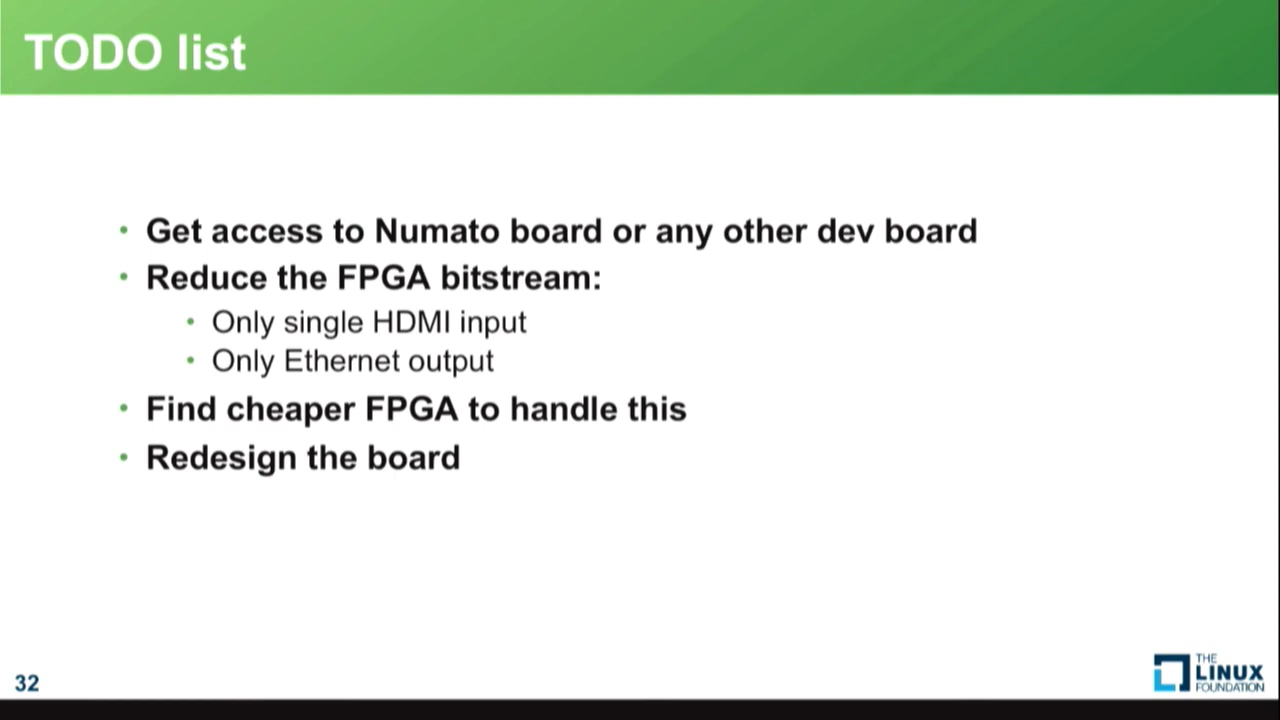 TODO list
Get access to Numato board or any other dev board
Reduce the FPGA bitstream:
Only single HDMI input
Only Ethernet output
Find cheaper FPGA to handle this
Redesign the board
32
THE
LINUX
FOUNDATION